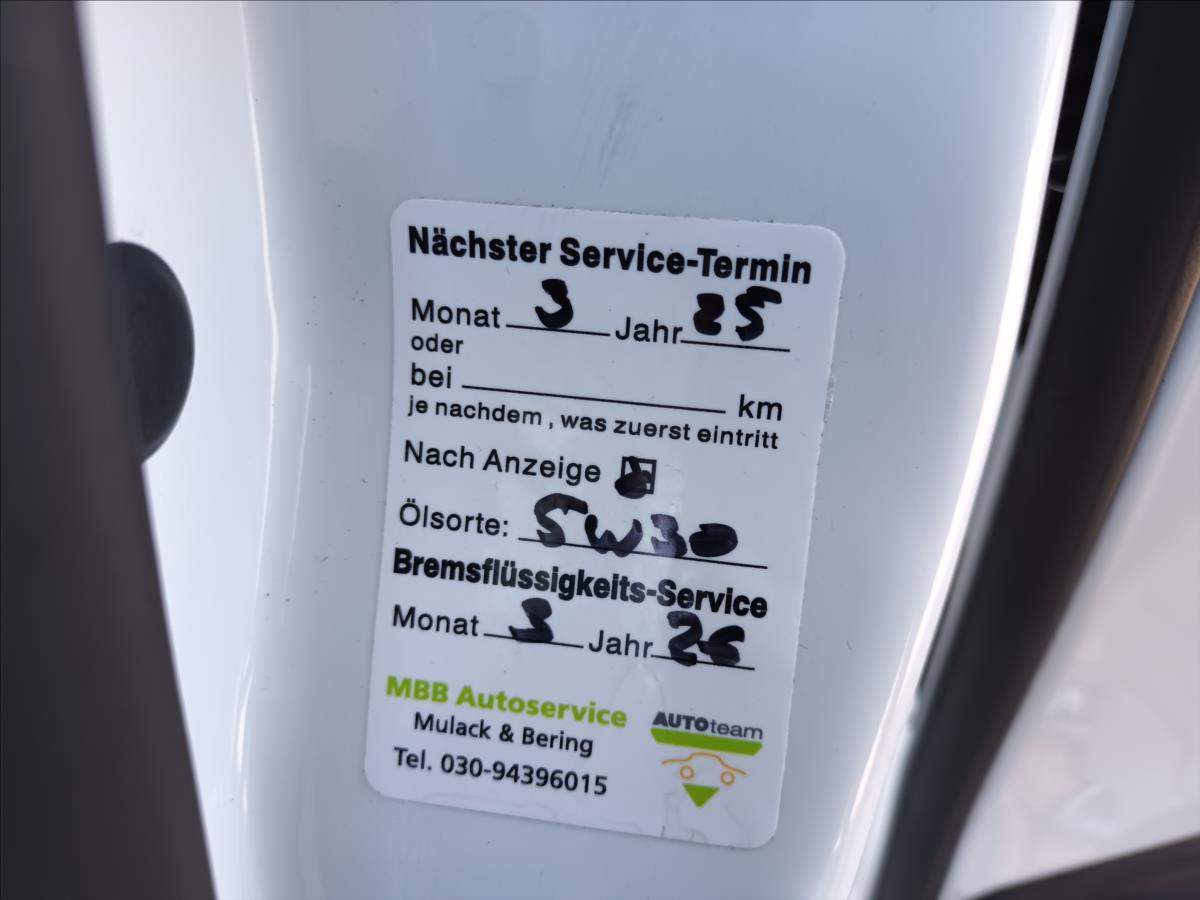 Nächster Service-Termin
Monat 3 Jahr 25
oder
bei km
je nachdem, was zuerst eintritt
Nach Anzeige
Ölsorte: 5W30
Bremsflüssigkeits-Service
Monat 3 Jahr 26
MBB Autoservice
Mulack & Bering
Tel. 030-94396015
AUTOteam